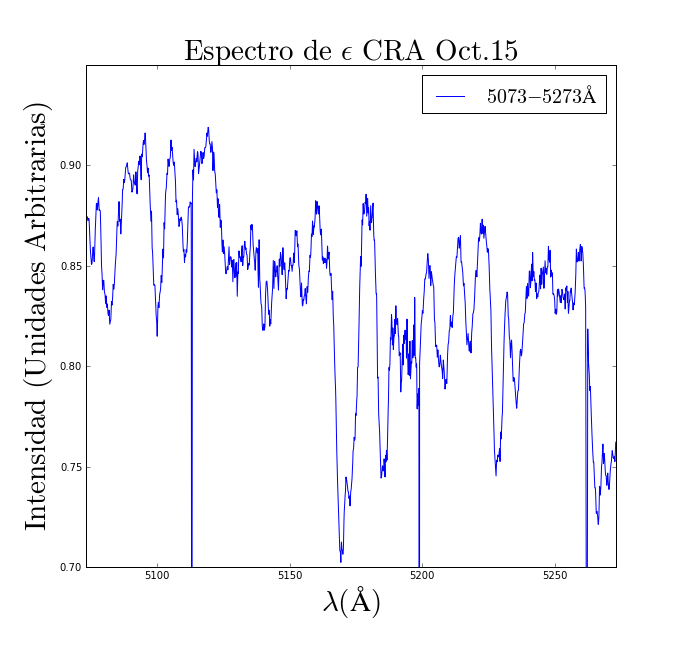 Espectro de ϵ CRA Oct.15
5073−5273Å
Intensidad (Unidades Arbitrarias)
0.90
0.85
0.80
0.75
0.70
5100
5150
5200
5250
λ(Å)